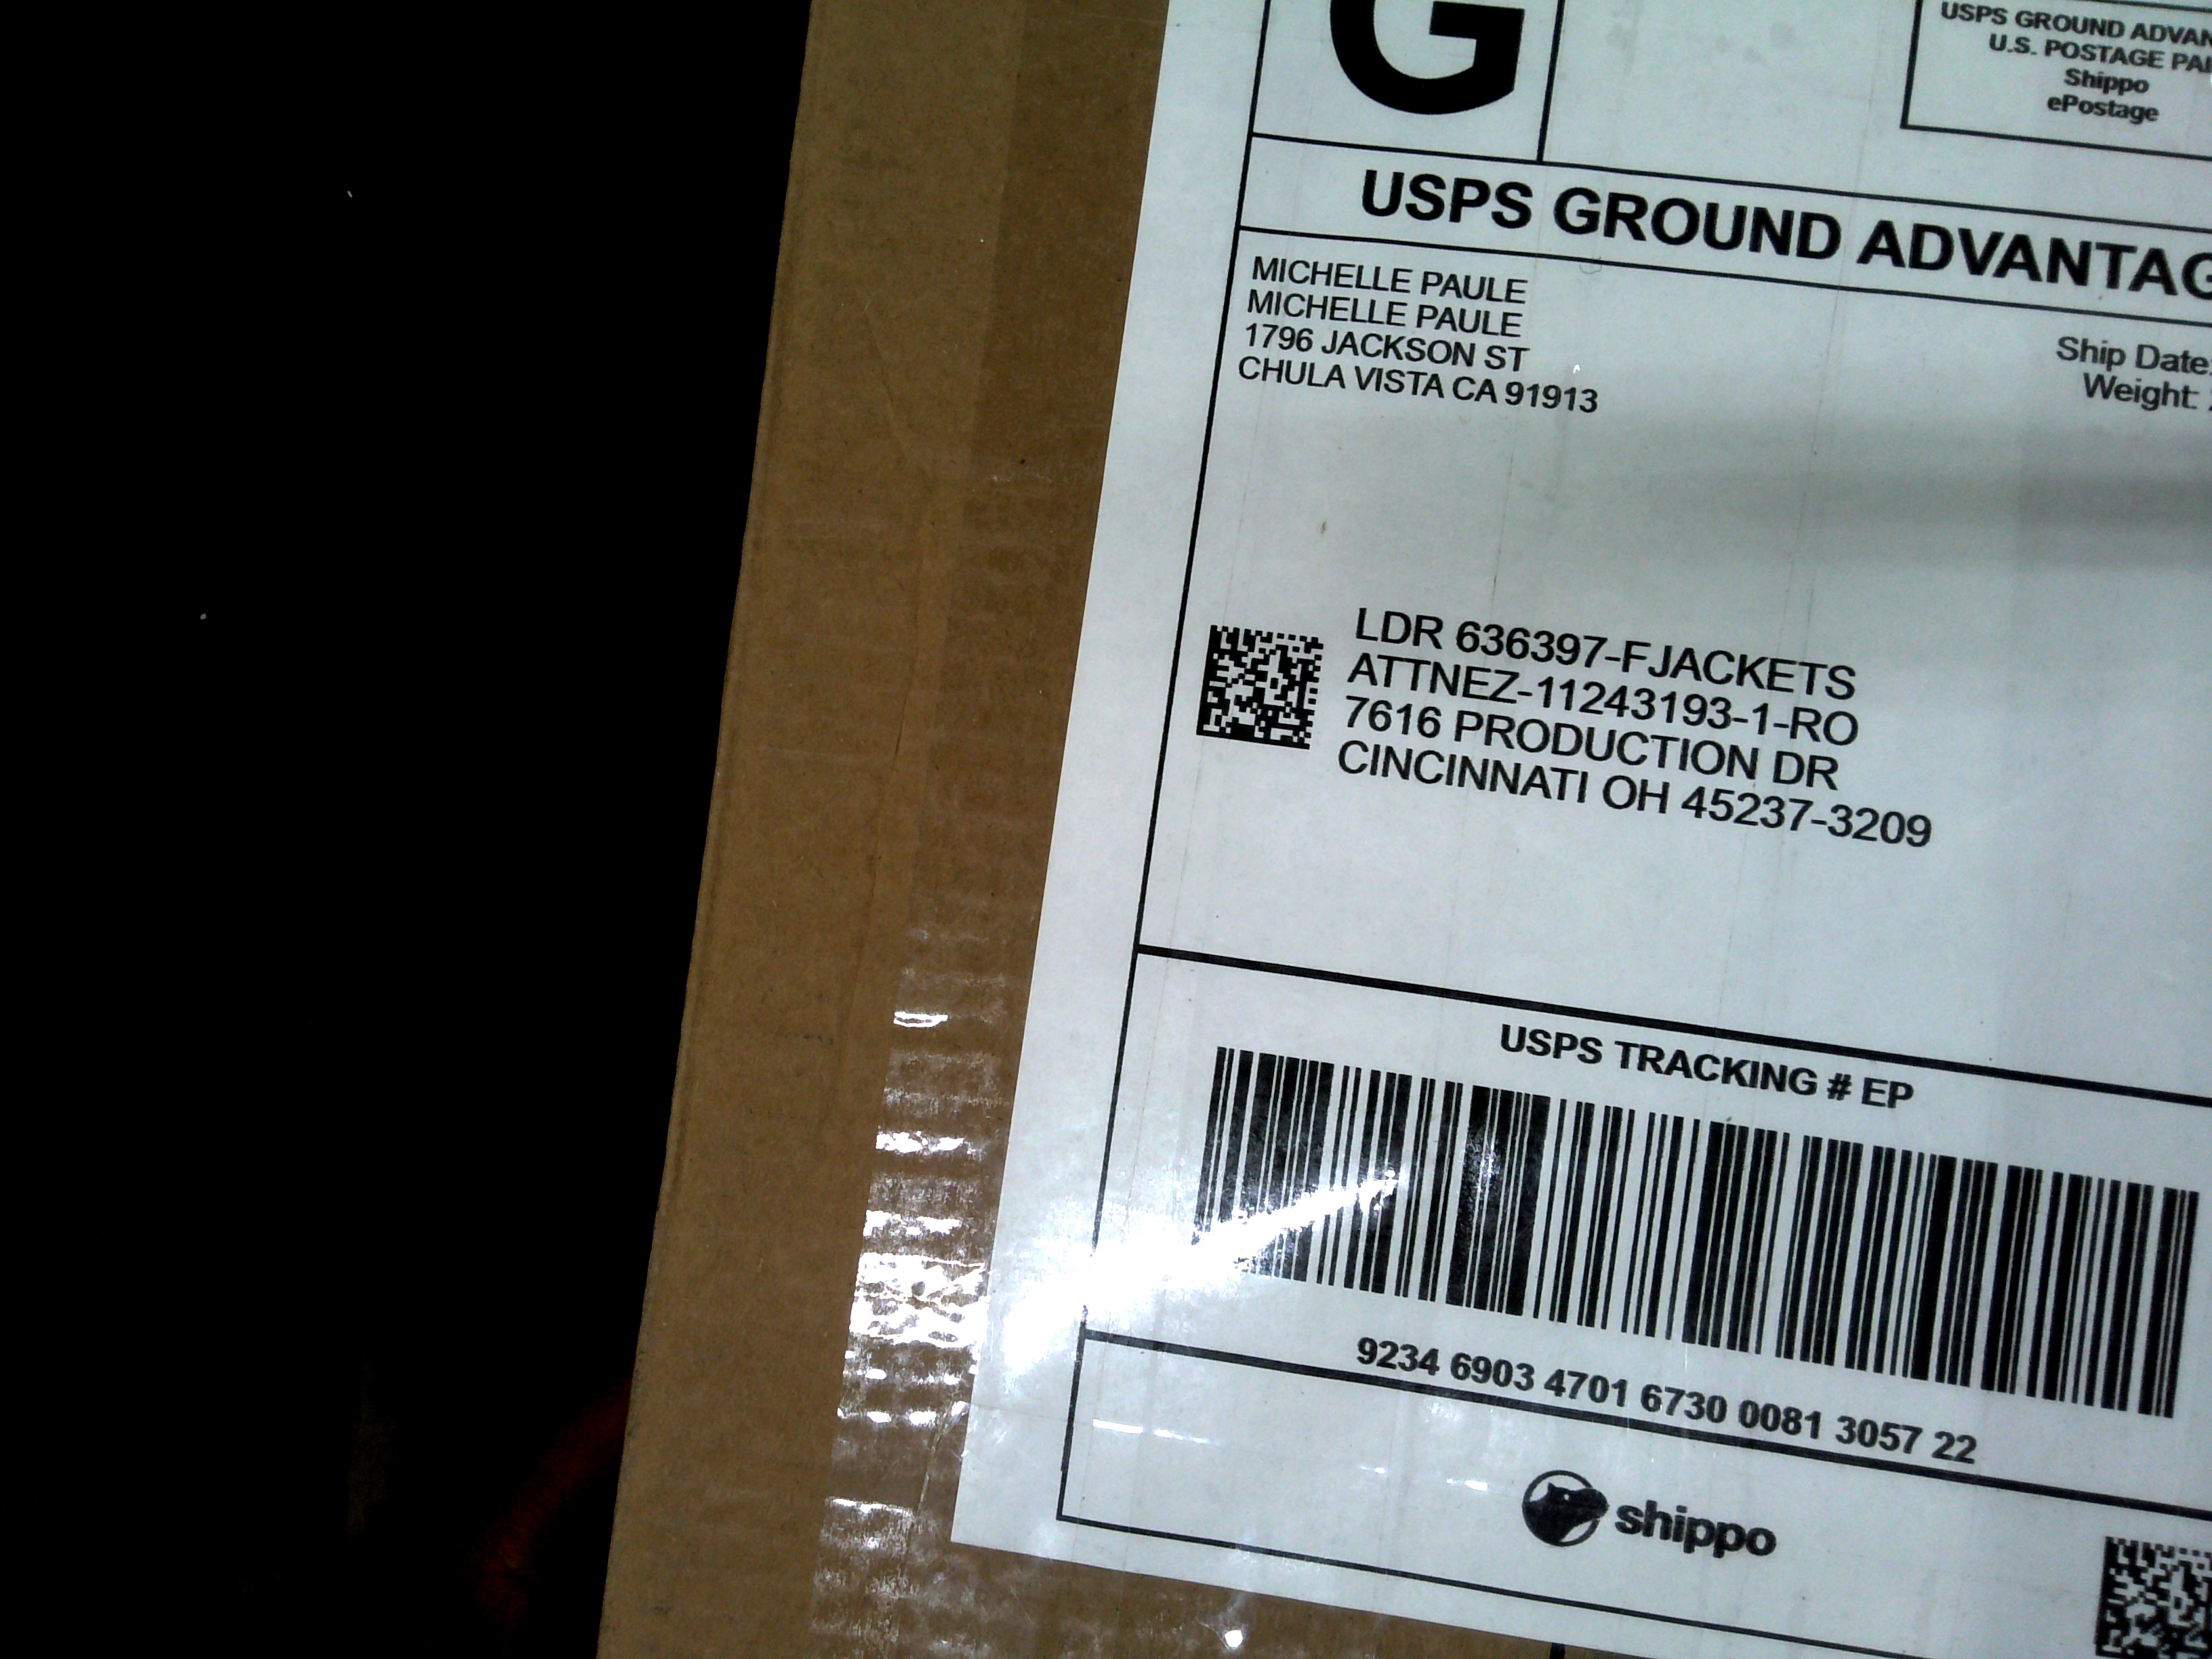 G
USPS GROUND ADVAN
U.S. POSTAGE PAI
Shippo
ePostage
USPS GROUND ADVANTAG
MICHELLE PAULE
MICHELLE PAULE
1796 JACKSON ST
CHULA VISTA CA 91913
Ship Date:
Weight:
LDR 636397-FJACKETS
ATTNEZ-11243193-1-RO
7616 PRODUCTION DR
CINCINNATI OH 45237-3209
USPS TRACKING # EP
9234 6903 4701 6730 0081 3057 22
shippo